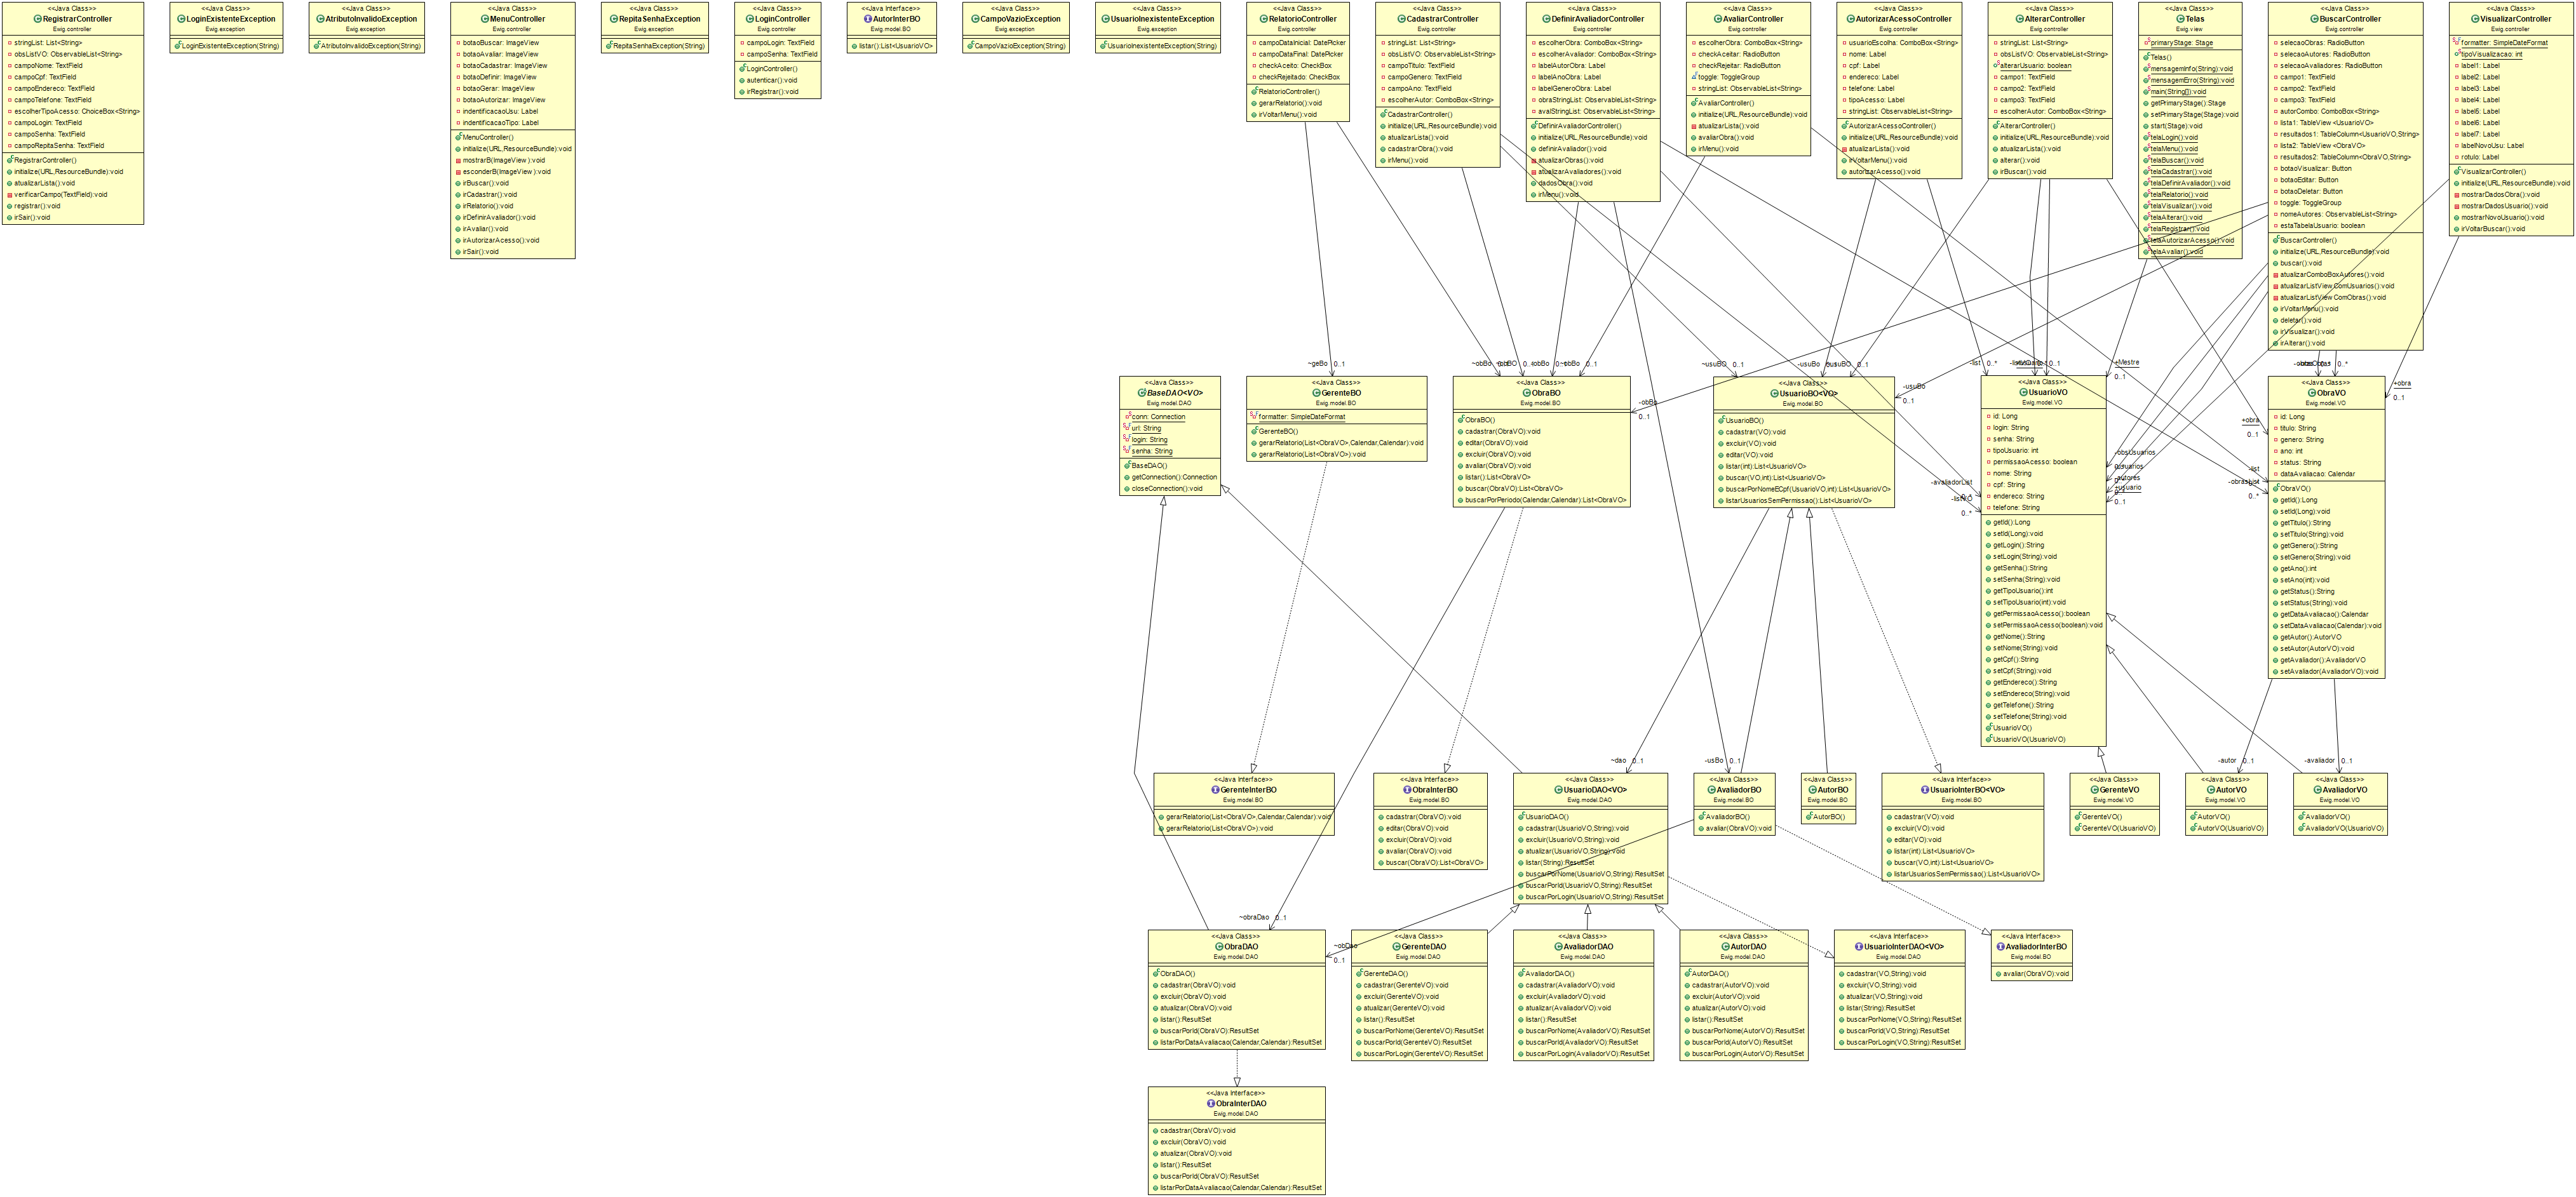 <<Java Class>>
RegistrarController
Ewig.controller
stringList: List<String>
obsListVO: ObservableList<String>
campoNome: TextField
campoCpf: TextField
campoEndereco: TextField
campoTelefone: TextField
escolherTipoAcesso: ChoiceBox<String>
campoLogin: TextField
campoSenha: TextField
campoRepitaSenha: TextField
RegistrarController()
initialize(URL,ResourceBundle):void
atualizarLista():void
verificarCampo(TextField):void
registrar():void
irSair():void
<<Java Class>>
LoginExistenteException
Ewig.exception
LoginExistenteException(String)
<<Java Class>>
AtributoInvalidoException
Ewig.exception
AtributoInvalidoException(String)
<<Java Class>>
MenuController
Ewig.controller
botaoBuscar: ImageView
botaoAvaliar: ImageView
botaoCadastrar: ImageView
botaoDefinir: ImageView
botaoGerar: ImageView
botaoAutorizar: ImageView
indentificacaoUsu: Label
identificacaoTipo: Label
MenuController()
initialize(URL,ResourceBundle):void
mostrarB(ImageView ):void
esconderB(ImageView ):void
irBuscar():void
irCadastrar():void
irRelatorio():void
irDefinirAvaliador():void
irAvaliar():void
irAutorizarAcesso():void
irSair():void
<<Java Class>>
RepitaSenhaException
Ewig.exception
RepitaSenhaException(String)
<<Java Class>>
LoginController
Ewig.controller
campoLogin: TextField
campoSenha: TextField
LoginController()
autenticar():void
irRegistrar():void
<<Java Interface>>
AutorInterBO
Ewig.model.BO
listar():List<UsuarioVO>
<<Java Class>>
CampoVazioException
Ewig.exception
CampoVazioException(String)
<<Java Class>>
UsuarioInexistenteException
Ewig.exception
UsuarioInexistenteException(String)
<<Java Class>>
RelatorioController
Ewig.controller
campoDataInicial: DatePicker
campoDataFinal: DatePicker
checkAceito: CheckBox
checkRejeitado: CheckBox
RelatorioController()
gerarRelatorio():void
irVoltarMenu():void
<<Java Class>>
CadastrarController
Ewig.controller
stringList: List<String>
obsListVO: ObservableList<String>
campoTitulo: TextField
campoGenero: TextField
campoAno: TextField
escolherAutor: ComboBox<String>
CadastrarController()
initialize(URL,ResourceBundle):void
atualizarLista():void
cadastrarObra():void
irMenu():void
<<Java Class>>
DefinirAvaliadorController
Ewig.controller
escolherObra: ComboBox<String>
escolherAvaliador: ComboBox<String>
labelAutorObra: Label
labelAnoObra: Label
labelGeneroObra: Label
obraStringList: ObservableList<String>
avalStringList: ObservableList<String>
DefinirAvaliadorController()
initialize(URL,ResourceBundle):void
definirAvaliador():void
atualizarObras():void
atualizarAvaliadores():void
dadosObra():void
irMenu():void
<<Java Class>>
AvaliarController
Ewig.controller
escolherObra: ComboBox<String>
checkAceitar: RadioButton
checkRejeitar: RadioButton
toggle: ToggleGroup
stringList: ObservableList<String>
AvaliarController()
initialize(URL,ResourceBundle):void
atualizarLista():void
avaliarObra():void
irMenu():void
<<Java Class>>
AutorizarAcessoController
Ewig.controller
usuarioEscolha: ComboBox<String>
nome: Label
cpf: Label
endereco: Label
telefone: Label
tipoAcesso: Label
stringList: ObservableList<String>
AutorizarAcessoController()
initialize(URL,ResourceBundle):void
atualizarLista():void
irVoltarMenu():void
autorizarAcesso():void
<<Java Class>>
AlterarController
Ewig.controller
stringList: List<String>
obsListVO: ObservableList<String>
alterarUsuario: boolean
campo1: TextField
campo2: TextField
campo3: TextField
escolherAutor: ComboBox<String>
AlterarController()
initialize(URL,ResourceBundle):void
atualizarLista():void
alterar():void
irBuscar():void
<<Java Class>>
Telas
Ewig.view
primaryStage: Stage
Telas()
mensagemInfo(String):void
mensagemErro(String):void
main(String[]):void
getPrimaryStage():Stage
setPrimaryStage(Stage):void
start(Stage):void
telaLogin():void
telaMenu():void
telaBuscar():void
telaCadastrar():void
telaDefinirAvaliador():void
telaRelatorio():void
telaVisualizar():void
telaAlterar():void
telaRegistrar():void
telaAutorizarAcesso():void
telaAvaliar():void
<<Java Class>>
BuscarController
Ewig.controller
selecaoObras: RadioButton
selecaoAutores: RadioButton
selecaoAvaliadores: RadioButton
campo1: TextField
campo2: TextField
campo3: TextField
autorCombo: ComboBox<String>
lista1: TableView <UsuarioVO>
resultados1: TableColumn<UsuarioVO,String>
lista2: TableView <ObraVO>
resultados2: TableColumn<ObraVO,String>
botaoVisualizar: Button
botaoEditar: Button
botaoDeletar: Button
toggle: ToggleGroup
nomeAutores: ObservableList<String>
estaTabelaUsuario: boolean
BuscarController()
initialize(URL,ResourceBundle):void
buscar():void
atualizarComboBoxAutores():void
atualizarListView ComUsuarios():void
atualizarListView ComObras():void
irVoltarMenu():void
deletar():void
irVisualizar():void
irAlterar():void
<<Java Class>>
VisualizarController
Ewig.controller
formatter: SimpleDateFormat
tipoVisualizacao: int
label1: Label
label2: Label
label3: Label
label4: Label
label5: Label
label6: Label
label7: Label
labelNovoUsu: Label
rotulo: Label
VisualizarController()
initialize(URL,ResourceBundle):void
mostrarDadosObra():void
mostrarDadosUsuario():void
mostrarNovoUsuario():void
irVoltarBuscar():void
~geBo 0..1
~usuBO 0..1
-usuBo
-list 0..*
+Mestre
0..1
-obBo
0..1
-usuBo
0..1
+obra
0..1
+obra
0..1
<<Java Class>>
BaseDAO<VO>
Ewig.model.DAO
conn: Connection
url: String
login: String
senha: String
BaseDAO()
getConnection():Connection
closeConnection():void
<<Java Class>>
GerenteBO
Ewig.model.BO
formatter: SimpleDateFormat
GerenteBO()
gerarRelatorio(List<ObraVO>,Calendar,Calendar):void
gerarRelatorio(List<ObraVO>):void
<<Java Class>>
ObraBO
Ewig.model.BO
ObraBO()
cadastrar(ObraVO):void
editar(ObraVO):void
excluir(ObraVO):void
avaliar(ObraVO):void
listar():List<ObraVO>
buscar(ObraVO):List<ObraVO>
buscarPorPeriodo(Calendar,Calendar):List<ObraVO>
<<Java Class>>
UsuarioBO<VO>
Ewig.model.BO
UsuarioBO()
cadastrar(VO):void
excluir(VO):void
editar(VO):void
listar(int):List<UsuarioVO>
buscar(VO,int):List<UsuarioVO>
buscarPorNomeECpf(UsuarioVO,int):List<UsuarioVO>
listarUsuariosSemPermissao():List<UsuarioVO>
<<Java Class>>
UsuarioVO
Ewig.model.VO
id: Long
login: String
senha: String
tipoUsuario: int
permissaoAcesso: boolean
nome: String
cpf: String
endereco: String
telefone: String
getId():Long
setId(Long):void
getLogin():String
setLogin(String):void
getSenha():String
setSenha(String):void
getTipoUsuario():int
setTipoUsuario(int):void
getPermissaoAcesso():boolean
setPermissaoAcesso(boolean):void
getNome():String
setNome(String):void
getCpf():String
setCpf(String):void
getEndereco():String
setEndereco(String):void
getTelefone():String
setTelefone(String):void
UsuarioVO()
UsuarioVO(UsuarioVO)
<<Java Class>>
ObraVO
Ewig.model.VO
id: Long
titulo: String
genero: String
ano: int
status: String
dataAvaliacao: Calendar
ObraVO()
getId():Long
setId(Long):void
getTitulo():String
setTitulo(String):void
getGenero():String
setGenero(String):void
getAno():int
setAno(int):void
getStatus():String
setStatus(String):void
getDataAvaliacao():Calendar
setDataAvaliacao(Calendar):void
getAutor():AutorVO
setAutor(AutorVO):void
getAvaliador():AvaliadorVO
setAvaliador(AvaliadorVO):void
-avaliadorList
0..*
-obsUsuarios
-autores
+usuario
0..1
-list
-obrasList
0..*
~dao 0..1
-usBo 0..1
-autor 0..1
-avaliador 0..1
<<Java Interface>>
GerenteInterBO
Ewig.model.BO
gerarRelatorio(List<ObraVO>,Calendar,Calendar):void
gerarRelatorio(List<ObraVO>):void
<<Java Interface>>
ObraInterBO
Ewig.model.BO
cadastrar(ObraVO):void
editar(ObraVO):void
excluir(ObraVO):void
avaliar(ObraVO):void
buscar(ObraVO):List<ObraVO>
<<Java Class>>
UsuarioDAO<VO>
Ewig.model.DAO
UsuarioDAO()
cadastrar(UsuarioVO,String):void
excluir(UsuarioVO,String):void
atualizar(UsuarioVO,String):void
listar(String):ResultSet
buscarPorNome(UsuarioVO,String):ResultSet
buscarPorId(UsuarioVO,String):ResultSet
buscarPorLogin(UsuarioVO,String):ResultSet
<<Java Class>>
AvaliadorBO
Ewig.model.BO
AvaliadorBO()
avaliar(ObraVO):void
<<Java Class>>
AutorBO
Ewig.model.BO
AutorBO()
<<Java Interface>>
UsuarioInterBO<VO>
Ewig.model.BO
cadastrar(VO):void
excluir(VO):void
editar(VO):void
listar(int):List<UsuarioVO>
buscar(VO,int):List<UsuarioVO>
listarUsuariosSemPermissao():List<UsuarioVO>
<<Java Class>>
GerenteVO
Ewig.model.VO
GerenteVO()
GerenteVO(UsuarioVO)
<<Java Class>>
AutorVO
Ewig.model.VO
AutorVO()
AutorVO(UsuarioVO)
<<Java Class>>
AvaliadorVO
Ewig.model.VO
AvaliadorVO()
AvaliadorVO(UsuarioVO)
~obraDao 0..1
~obDao
0..1
<<Java Class>>
ObraDAO
Ewig.model.DAO
ObraDAO()
cadastrar(ObraVO):void
excluir(ObraVO):void
atualizar(ObraVO):void
listar():ResultSet
buscarPorId(ObraVO):ResultSet
listarPorDataAvaliacao(Calendar,Calendar):ResultSet
<<Java Class>>
GerenteDAO
Ewig.model.DAO
GerenteDAO()
cadastrar(GerenteVO):void
excluir(GerenteVO):void
atualizar(GerenteVO):void
listar():ResultSet
buscarPorNome(GerenteVO):ResultSet
buscarPorId(GerenteVO):ResultSet
buscarPorLogin(GerenteVO):ResultSet
<<Java Class>>
AvaliadorDAO
Ewig.model.DAO
AvaliadorDAO()
cadastrar(AvaliadorVO):void
excluir(AvaliadorVO):void
atualizar(AvaliadorVO):void
listar():ResultSet
buscarPorNome(AvaliadorVO):ResultSet
buscarPorId(AvaliadorVO):ResultSet
buscarPorLogin(AvaliadorVO):ResultSet
<<Java Class>>
AutorDAO
Ewig.model.DAO
AutorDAO()
cadastrar(AutorVO):void
excluir(AutorVO):void
atualizar(AutorVO):void
listar():ResultSet
buscarPorNome(AutorVO):ResultSet
buscarPorId(AutorVO):ResultSet
buscarPorLogin(AutorVO):ResultSet
<<Java Interface>>
UsuarioInterDAO<VO>
Ewig.model.DAO
cadastrar(VO,String):void
excluir(VO,String):void
atualizar(VO,String):void
listar(String):ResultSet
buscarPorNome(VO,String):ResultSet
buscarPorId(VO,String):ResultSet
buscarPorLogin(VO,String):ResultSet
<<Java Interface>>
AvaliadorInterBO
Ewig.model.BO
avaliar(ObraVO):void
<<Java Interface>>
ObraInterDAO
Ewig.model.DAO
cadastrar(ObraVO):void
excluir(ObraVO):void
atualizar(ObraVO):void
listar():ResultSet
buscarPorId(ObraVO):ResultSet
listarPorDataAvaliacao(Calendar,Calendar):ResultSet